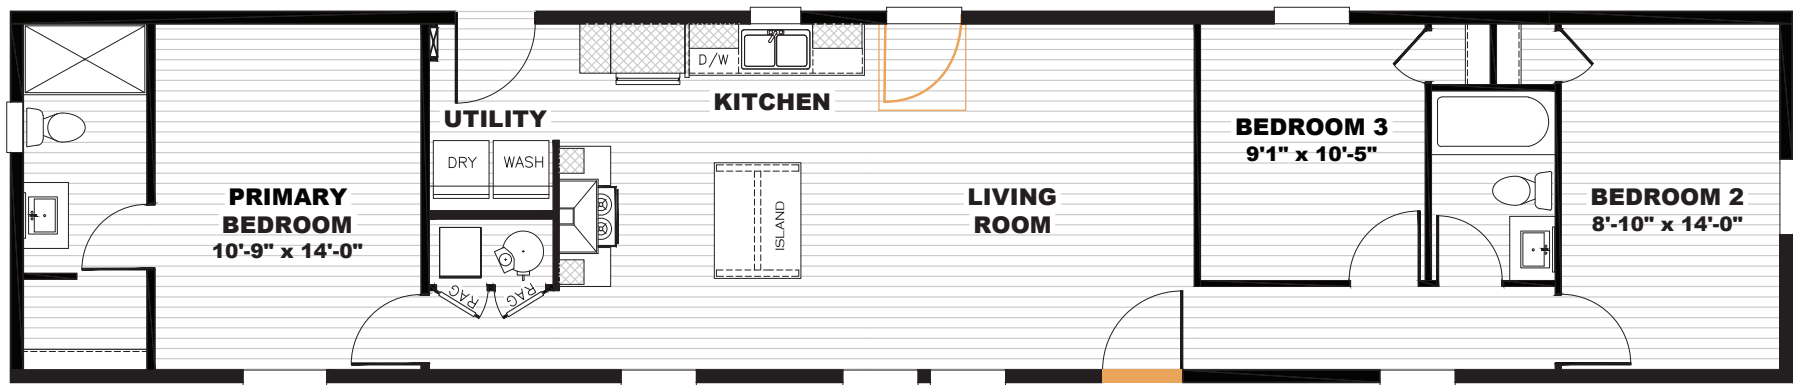 D/W
KITCHEN
UTILITY
DRY
WASH
PRIMARY
BEDROOM
10'-9" x 14'-0"
RAG
RAG
ISLAND
LIVING
ROOM
BEDROOM 3
9'1" x 10'-5"
BEDROOM 2
8'-10" x 14'-0"